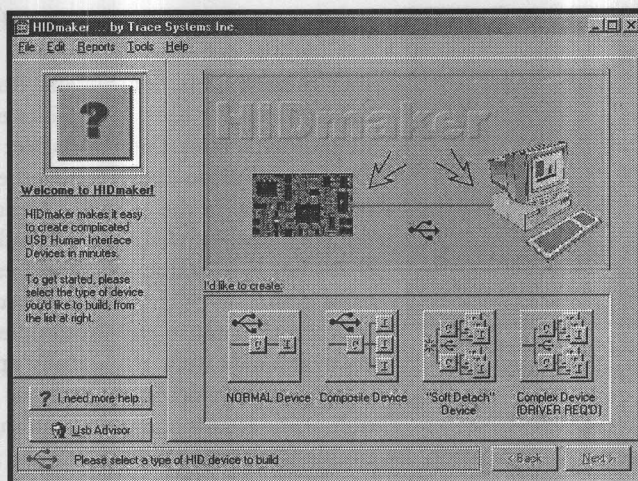 HIDmaker ... by Trace Systems Inc.
File Edit Reports Tools Help
?
Welcome to HIDmaker!
HIDmaker makes it easy
to create complicated
USB Human Interface
Devices in minutes.
To get started, please
select the type of device
you'd like to build, from
the list at right.
? I need more help...
Usb Advisor
HIDmaker
I'd like to create:
C I
C I I I
C I C I
C I C I
NORMAL Device
Composite Device
"Soft Detach"
Device
Complex Device
(DRIVER REQ'D)
Please select a type of HID device to build
< Back
Next >